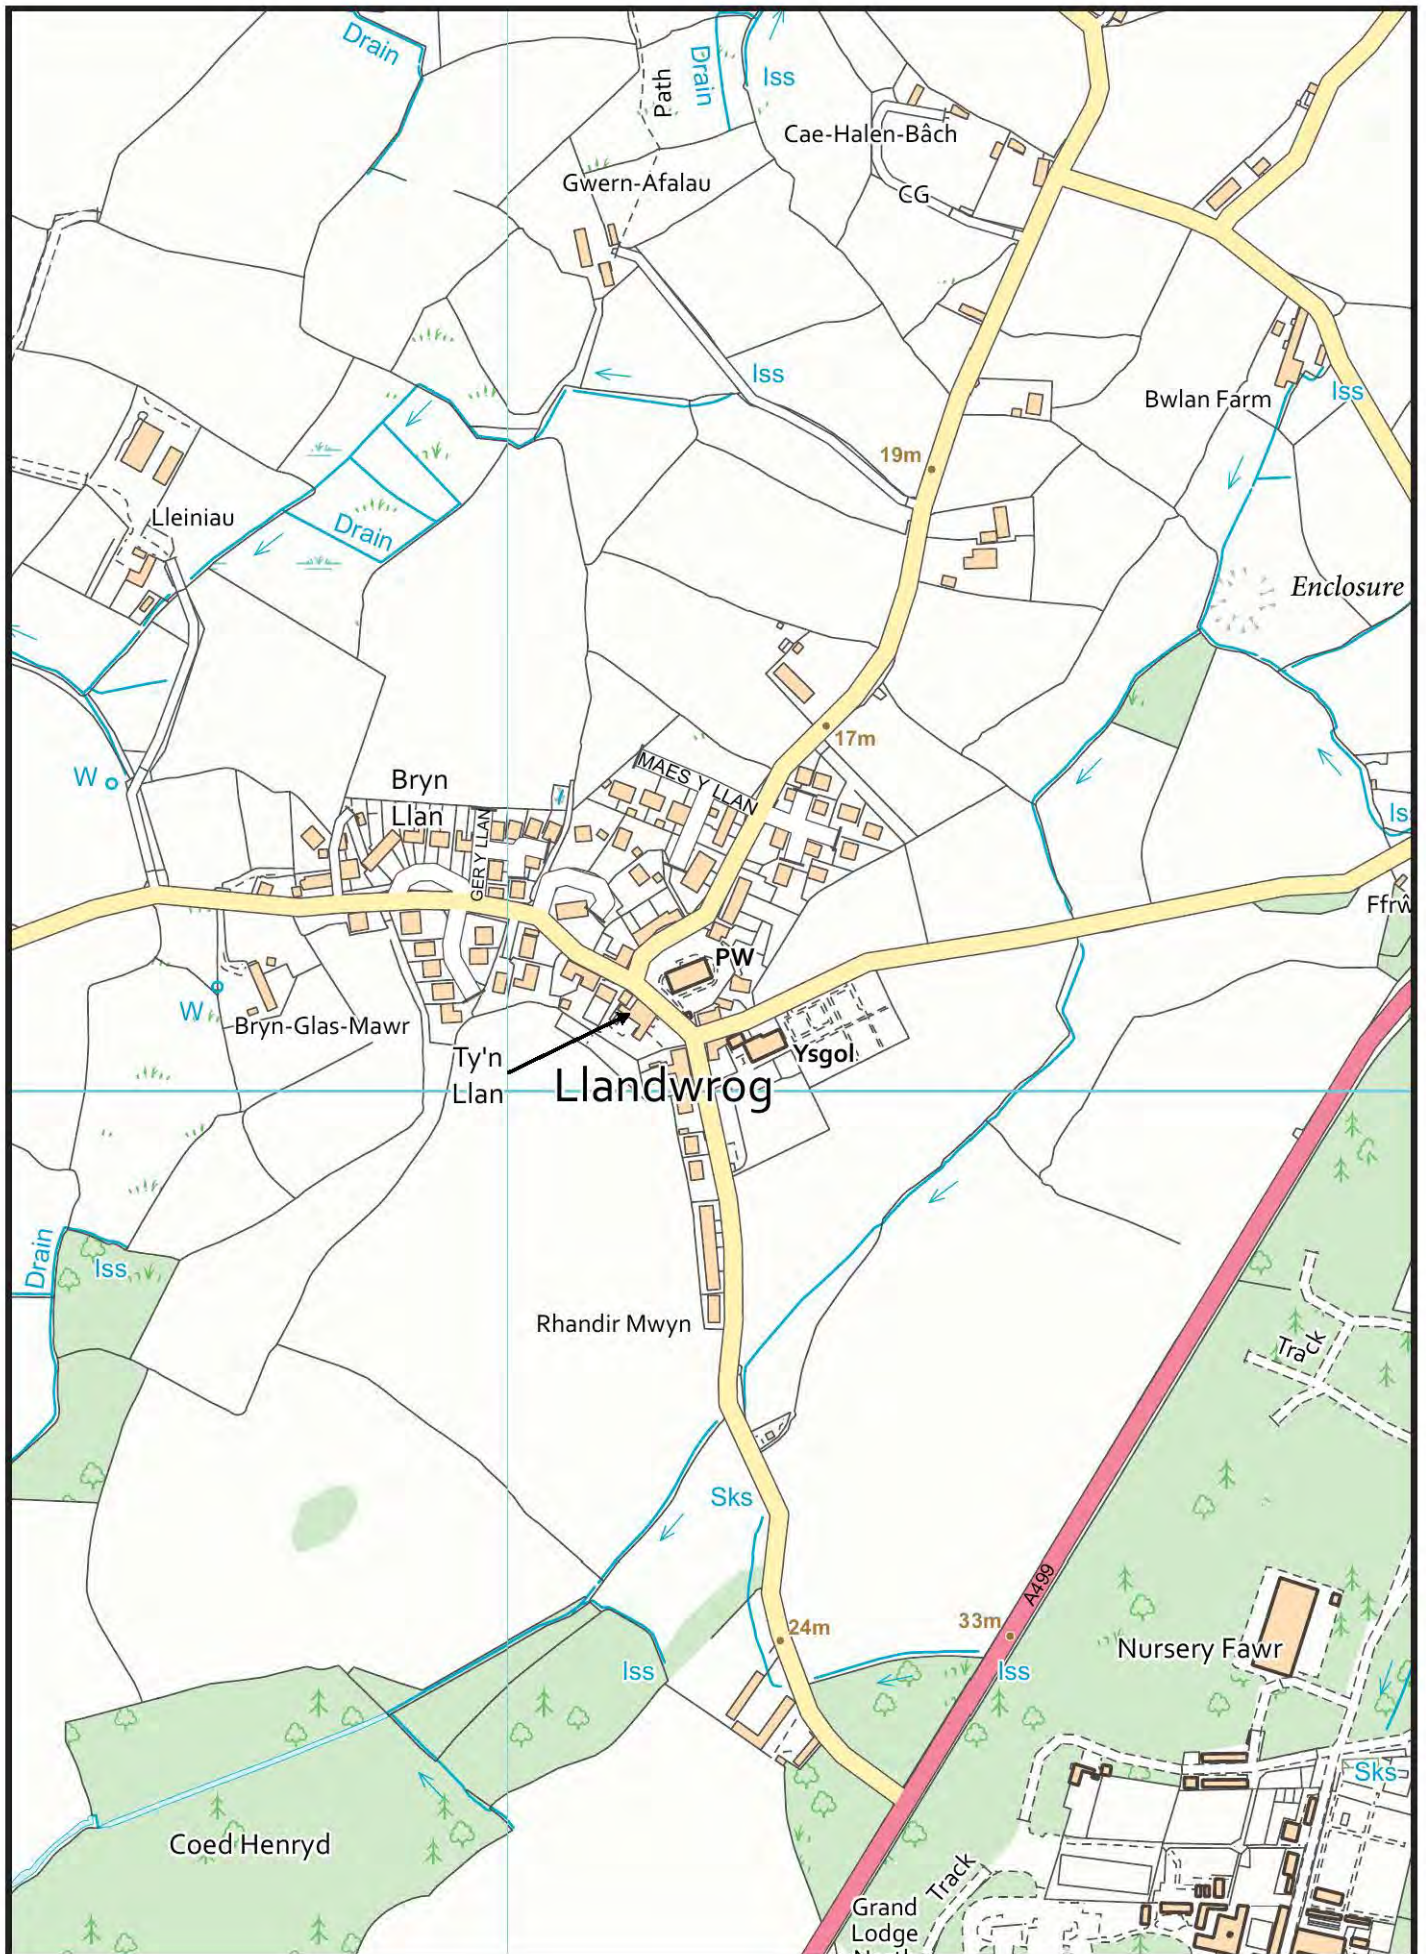 Drain
Path
Drain
Iss
Cae-Halen-Bâch
Gwern-Afalau
CG
Iss
Bwlan Farm
Iss
19m
Lleiniau
Drain
Enclosure
17m
W
MAES Y LLAN
Bryn
Llan
GER Y LLAN
Ffrŵ
PW
W
Bryn-Glas-Mawr
Ty'n
Llan
Ysgol
Llandwrog
Drain
Iss
Rhandir Mwyn
Track
Sks
A499
24m
33m
Nursery Fawr
Iss
Iss
Sks
Coed Henryd
Track
Grand
Lodge